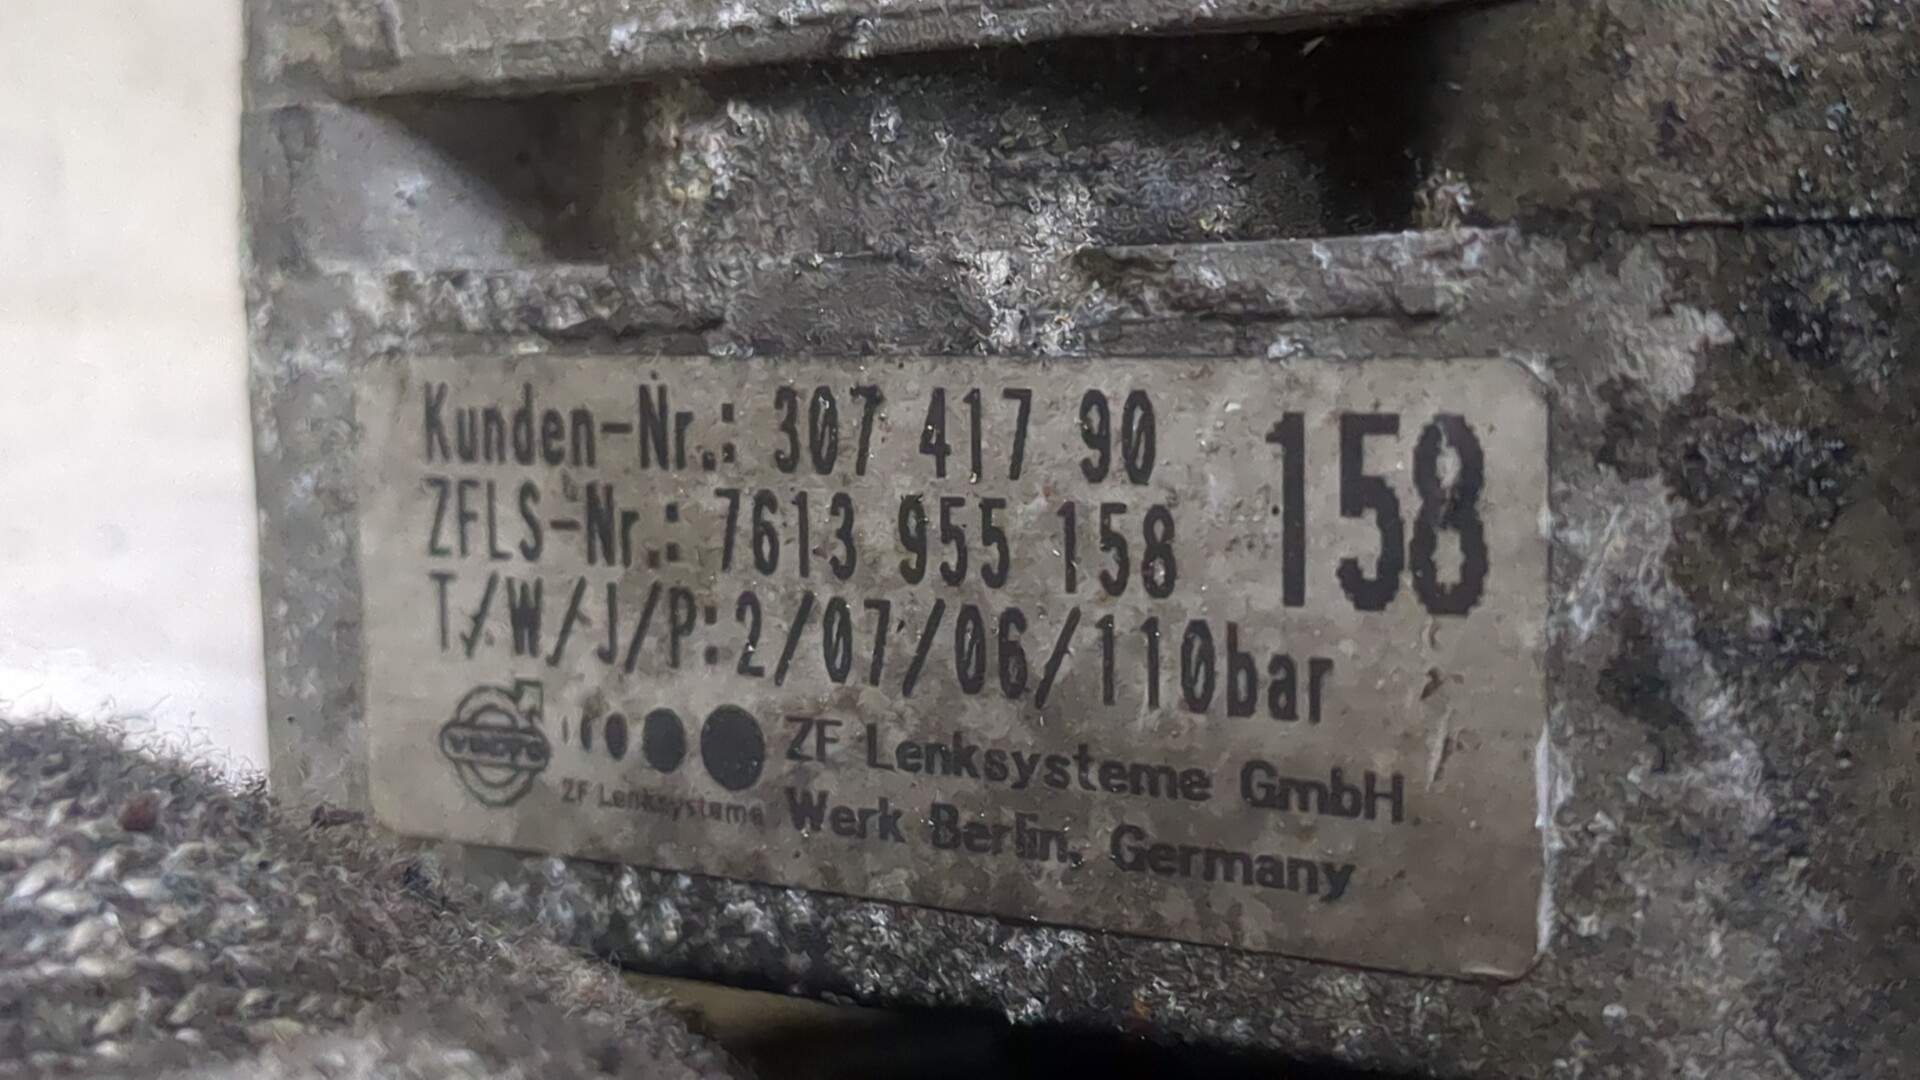 Kunden-Nr.: 307 417 90
158
ZFLS-Nr.: 7613 955 158
T/W/J/P:2/07/06/110bar
VOLVO
ZF Lenksysteme
ZF Lenksysteme GmbH
Werk Berlin, Germany